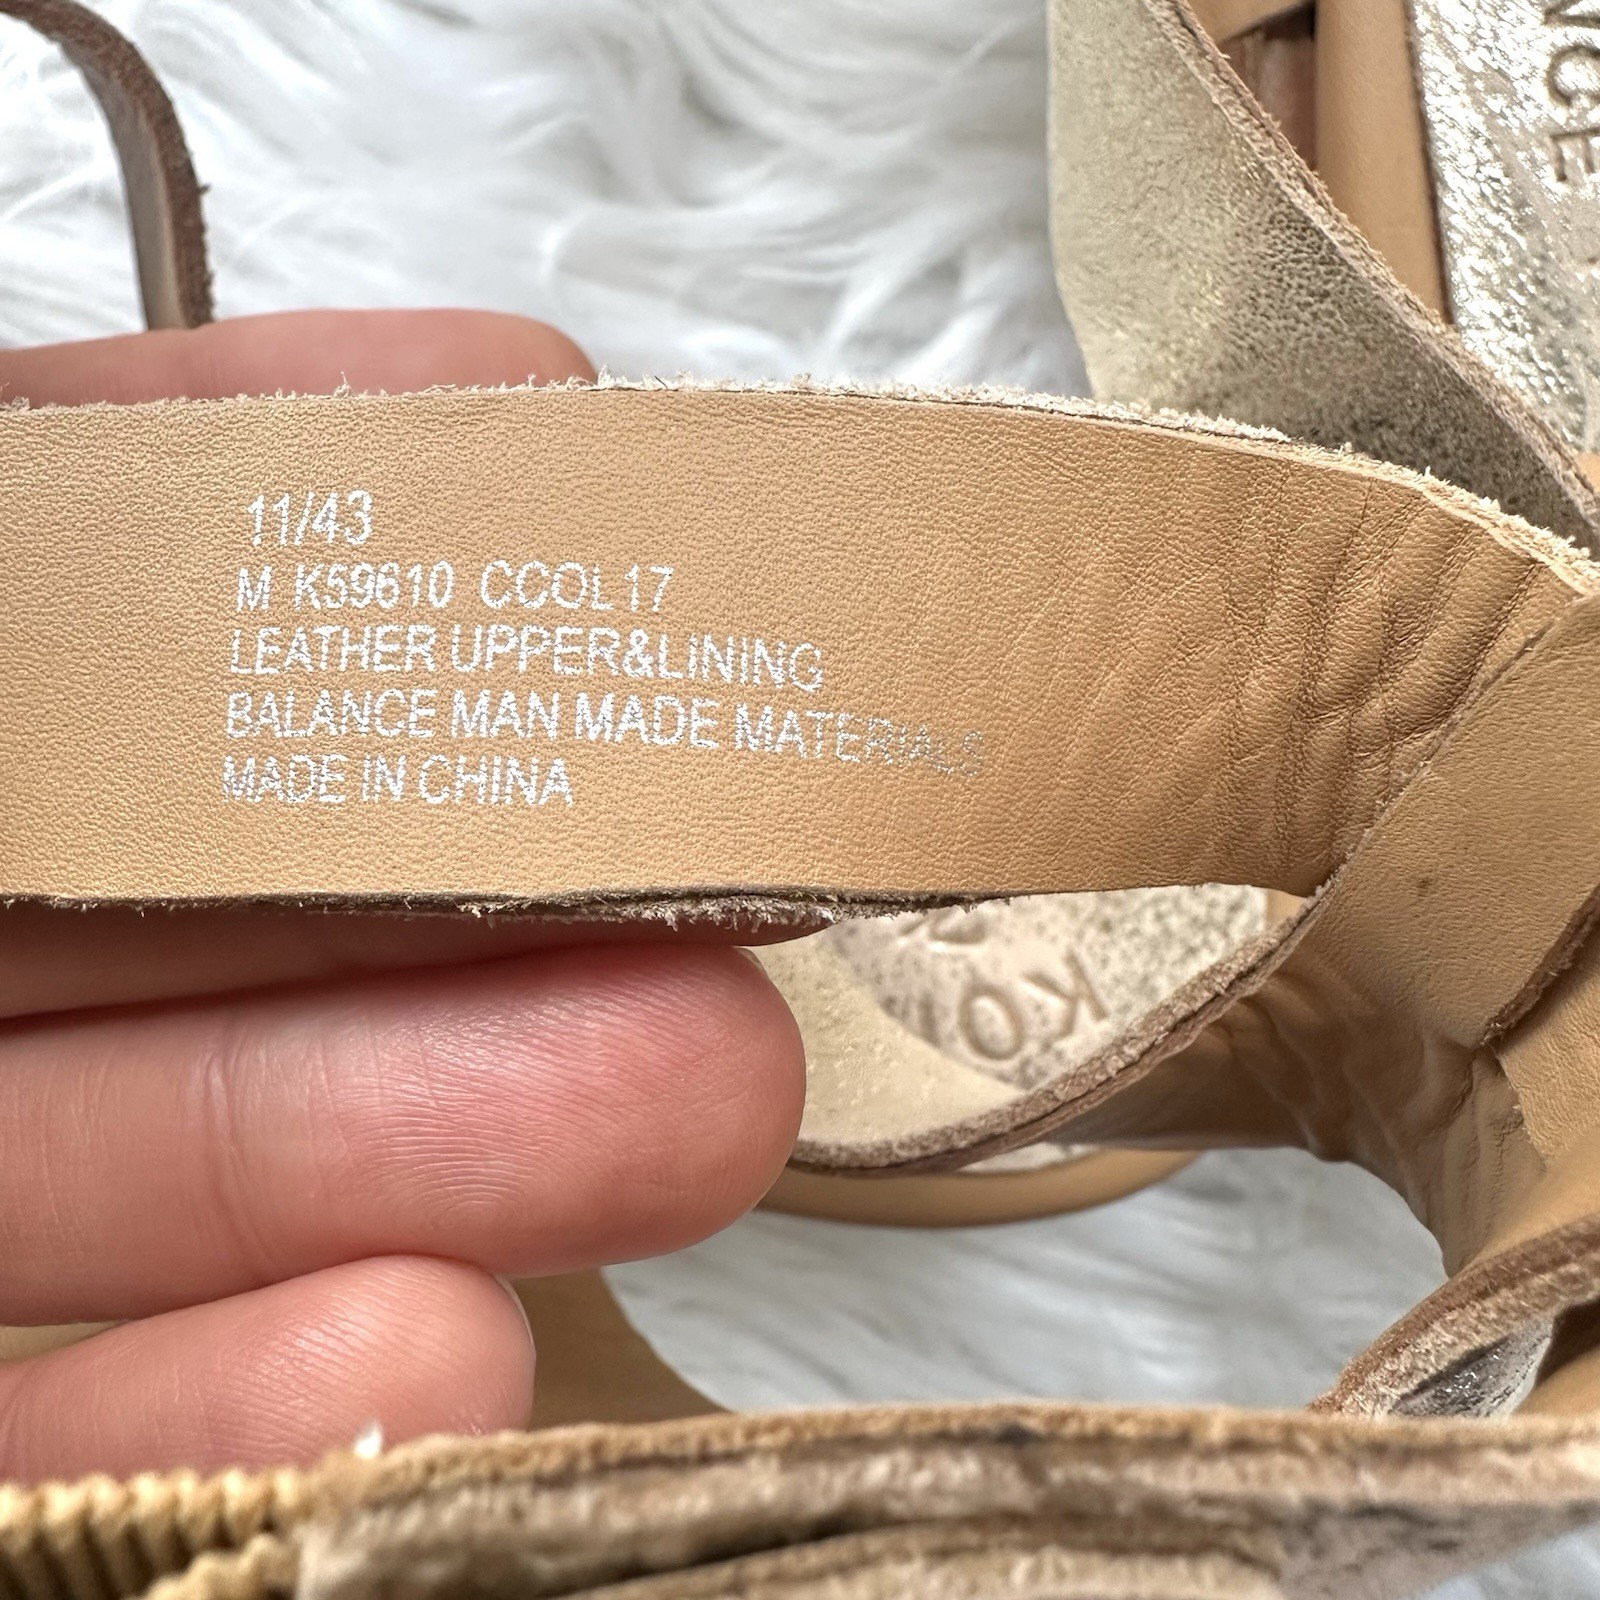 11/43
M K59610 CCOL17
LEATHER UPPER&LINING
BALANCE MAN MADE MATERIALS
MADE IN CHINA